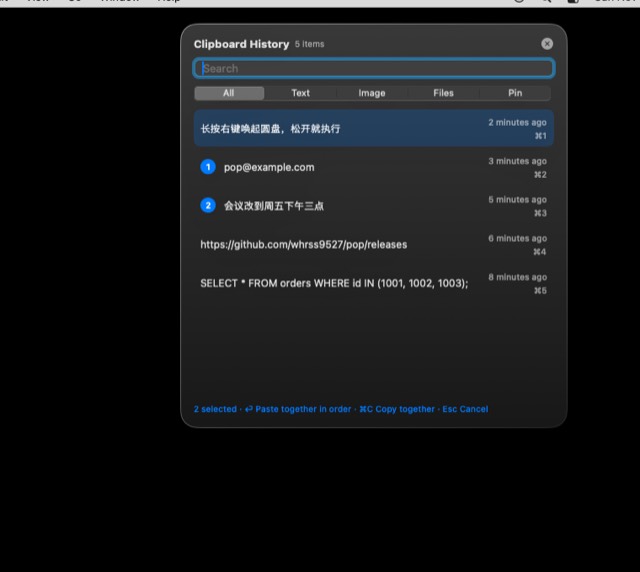 Clipboard History 5 items
Search
All Text Image Files Pin
长按右键唤起圆盘，松开就执行 2 minutes ago
⌘1
1 pop@example.com 3 minutes ago
⌘2
2 会议改到周五下午三点 5 minutes ago
⌘3
https://github.com/whrss9527/pop/releases 6 minutes ago
⌘4
SELECT * FROM orders WHERE id IN (1001, 1002, 1003); 8 minutes ago
⌘5
2 selected · ⏎ Paste together in order · ⌘C Copy together · Esc Cancel